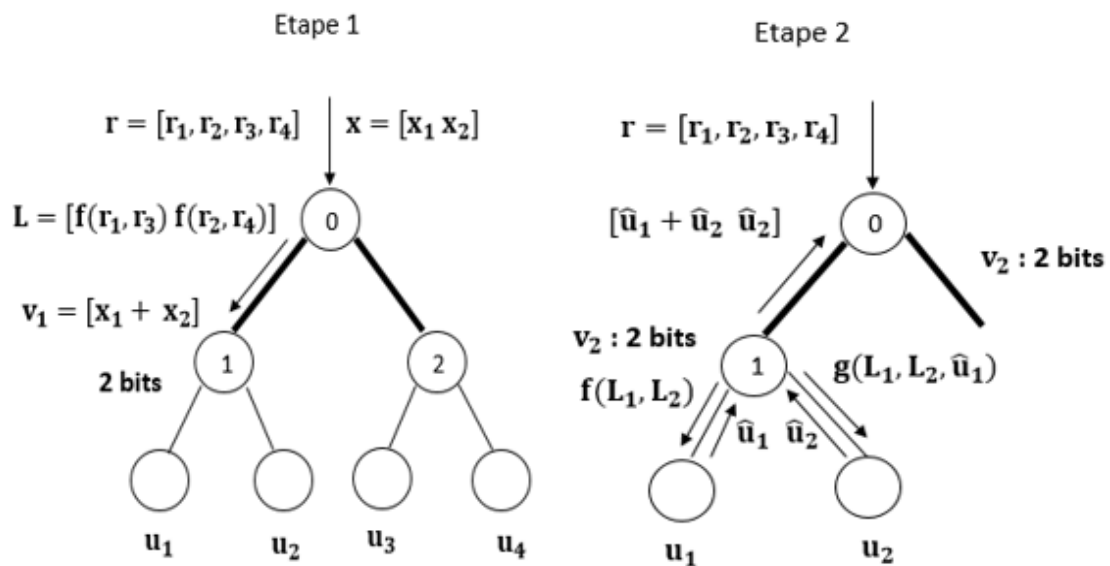 Etape 1
r = [r₁, r₂, r₃, r₄]
x = [x₁ x₂]
0
L = [f(r₁, r₃) f(r₂, r₄)]
v₁ = [x₁ + x₂]
1
2
2 bits
u₁
u₂
u₃
u₄
Etape 2
r = [r₁, r₂, r₃, r₄]
0
[û₁ + û₂ û₂]
v₂ : 2 bits
v₂ : 2 bits
1
f(L₁, L₂)
g(L₁, L₂, û₁)
û₁ û₂
u₁
u₂